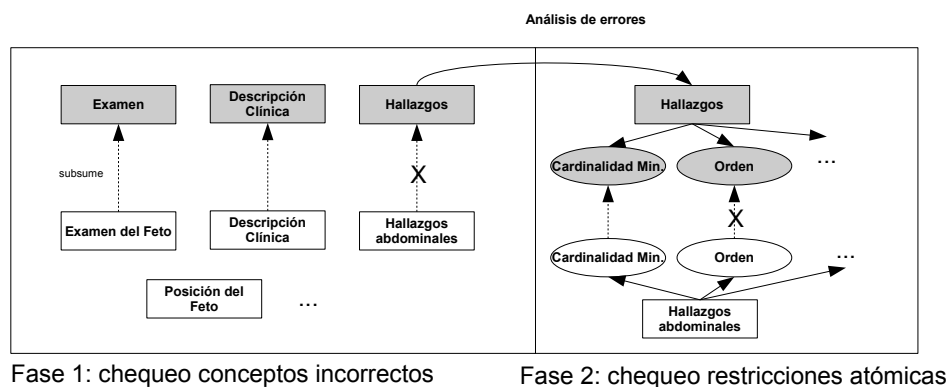 Análisis de errores
Examen
Descripción
Clínica
Hallazgos
subsume
X
Examen del Feto
Descripción
Clínica
Hallazgos
abdominales
Posición del
Feto
...
Hallazgos
Cardinalidad Min.
Orden
...
X
Cardinalidad Min.
Orden
...
Hallazgos
abdominales
Fase 1: chequeo conceptos incorrectos
Fase 2: chequeo restricciones atómicas